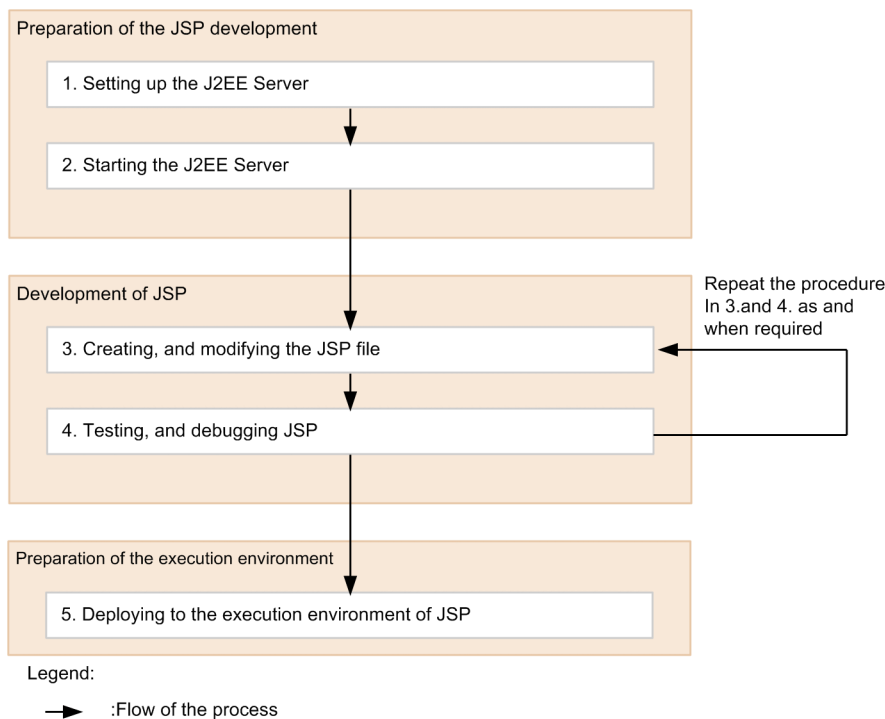 Preparation of the JSP development
1. Setting up the J2EE Server
2. Starting the J2EE Server
Development of JSP
3. Creating, and modifying the JSP file
4. Testing, and debugging JSP
Repeat the procedure
In 3.and 4. as and
when required
Preparation of the execution environment
5. Deploying to the execution environment of JSP
Legend:
:Flow of the process